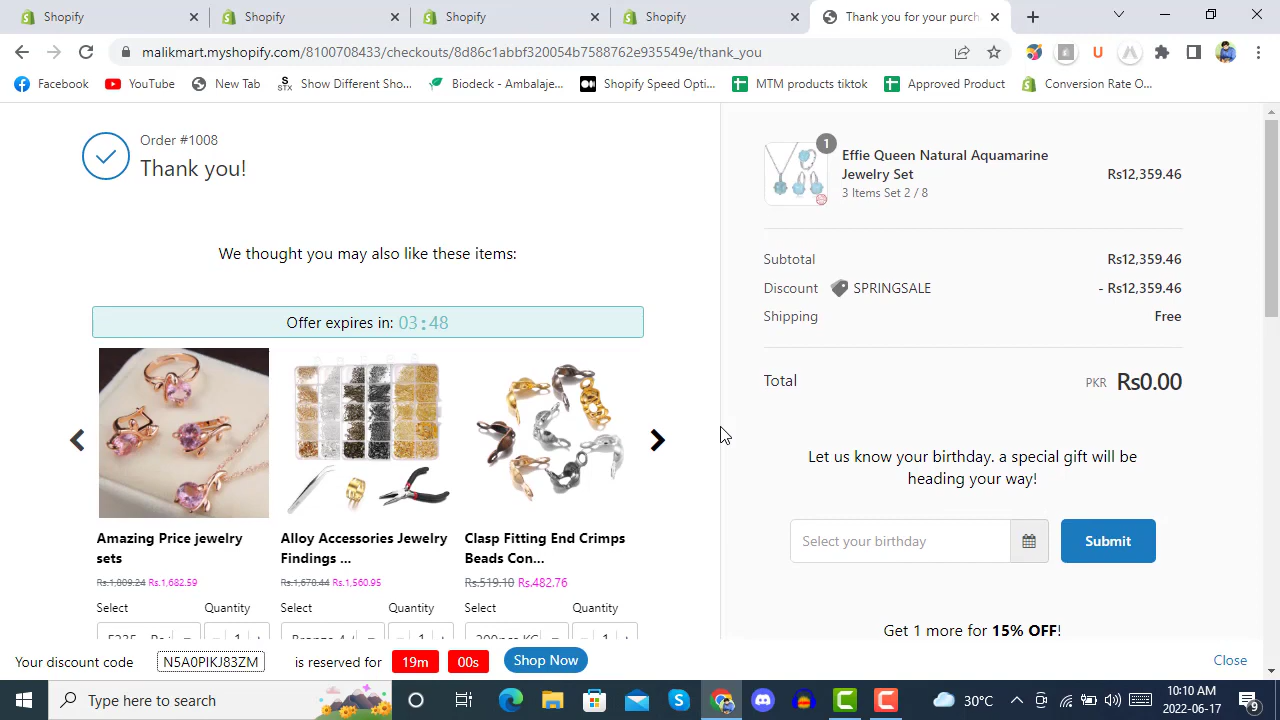 Shopify
Shopify
Shopify
Shopify
Thank you for your purch
malikmart.myshopify.com/8100708433/checkouts/8d86c1abbf320054b7588762e935549e/thank_you
Facebook
YouTube
New Tab
STX Show Different Sho...
Biodeck - Ambalaje...
Shopify Speed Opti...
MTM products tiktok
Approved Product
Conversion Rate O...
Order #1008
Thank you!
We thought you may also like these items:
Offer expires in: 03:48
Amazing Price jewelry
sets
Rs.1,809.24 Rs.1,682.59
Select Quantity
Alloy Accessories Jewelry
Findings ...
Rs.1,678.44 Rs.1,560.95
Select Quantity
Clasp Fitting End Crimps
Beads Con...
Rs.519.10 Rs.482.76
Select Quantity
1
Effie Queen Natural Aquamarine
Jewelry Set
3 Items Set 2 / 8
Rs12,359.46
Subtotal Rs12,359.46
Discount SPRINGSALE - Rs12,359.46
Shipping Free
Total PKR Rs0.00
Let us know your birthday. a special gift will be
heading your way!
Select your birthday
Submit
Get 1 more for 15% OFF!
Your discount code N5A0PIKJ83ZM is reserved for 19m 00s Shop Now Close
Type here to search
30°C
10:10 AM
2022-06-17
9